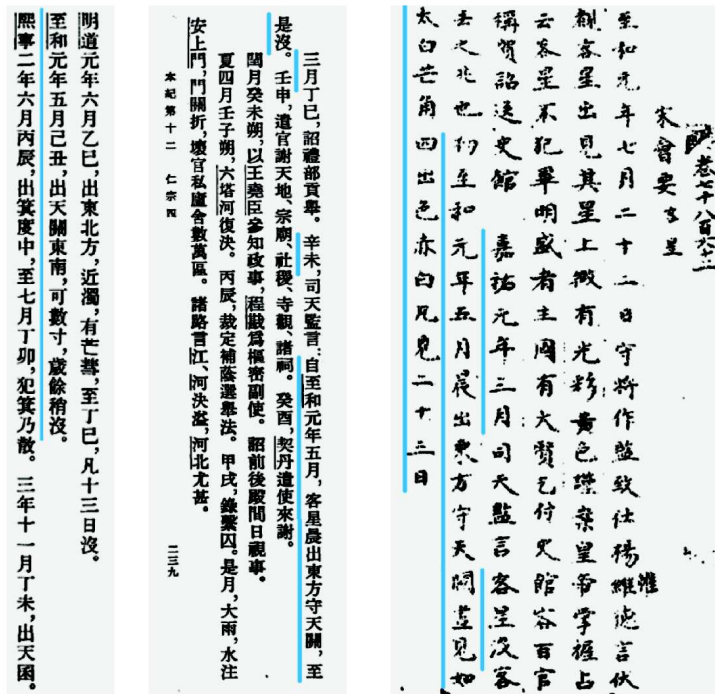 宋會要客星
至和元年七月二十二日守將作監致仕楊維德言伏
覩客星出見其星上微有光彩黃色謹案皇帝掌握占
云客星不犯畢明盛者主國有大賢乞付史館容百官
稱賀詔送史館 嘉祐元年三月司天監言客星沒客
去之兆也初至和元年五月晨出東方守天關晝見如
太白芒角四出色赤白凡見二十三日
三月丁巳，詔禮部貢舉。辛未，司天監言：自至和元年五月，客星晨出東方守天關，至
是沒。壬申，遣官謝天地、宗廟、社稷、寺觀、諸祠。癸酉，契丹遣使來謝。
閏月癸未朔，以王堯臣參知政事，程戡爲樞密副使。詔前後殿間日視事。
夏四月壬子朔，六塔河復決。丙辰，裁定補蔭選舉法。甲戌，錄繫囚。是月，大雨，水注
安上門，門關折，壞官私廬舍數萬區。諸路言江、河決溢，河北尤甚。
本紀第十二 仁宗四 二三九
明道元年六月乙巳，出東北方，近濁，有芒彗，至丁巳，凡十三日沒。
至和元年五月己丑，出天關東南，可數寸，歲餘稍沒。
熙寧二年六月丙辰，出箕度中，至七月丁卯，犯箕乃散。三年十一月丁未，出天囷。